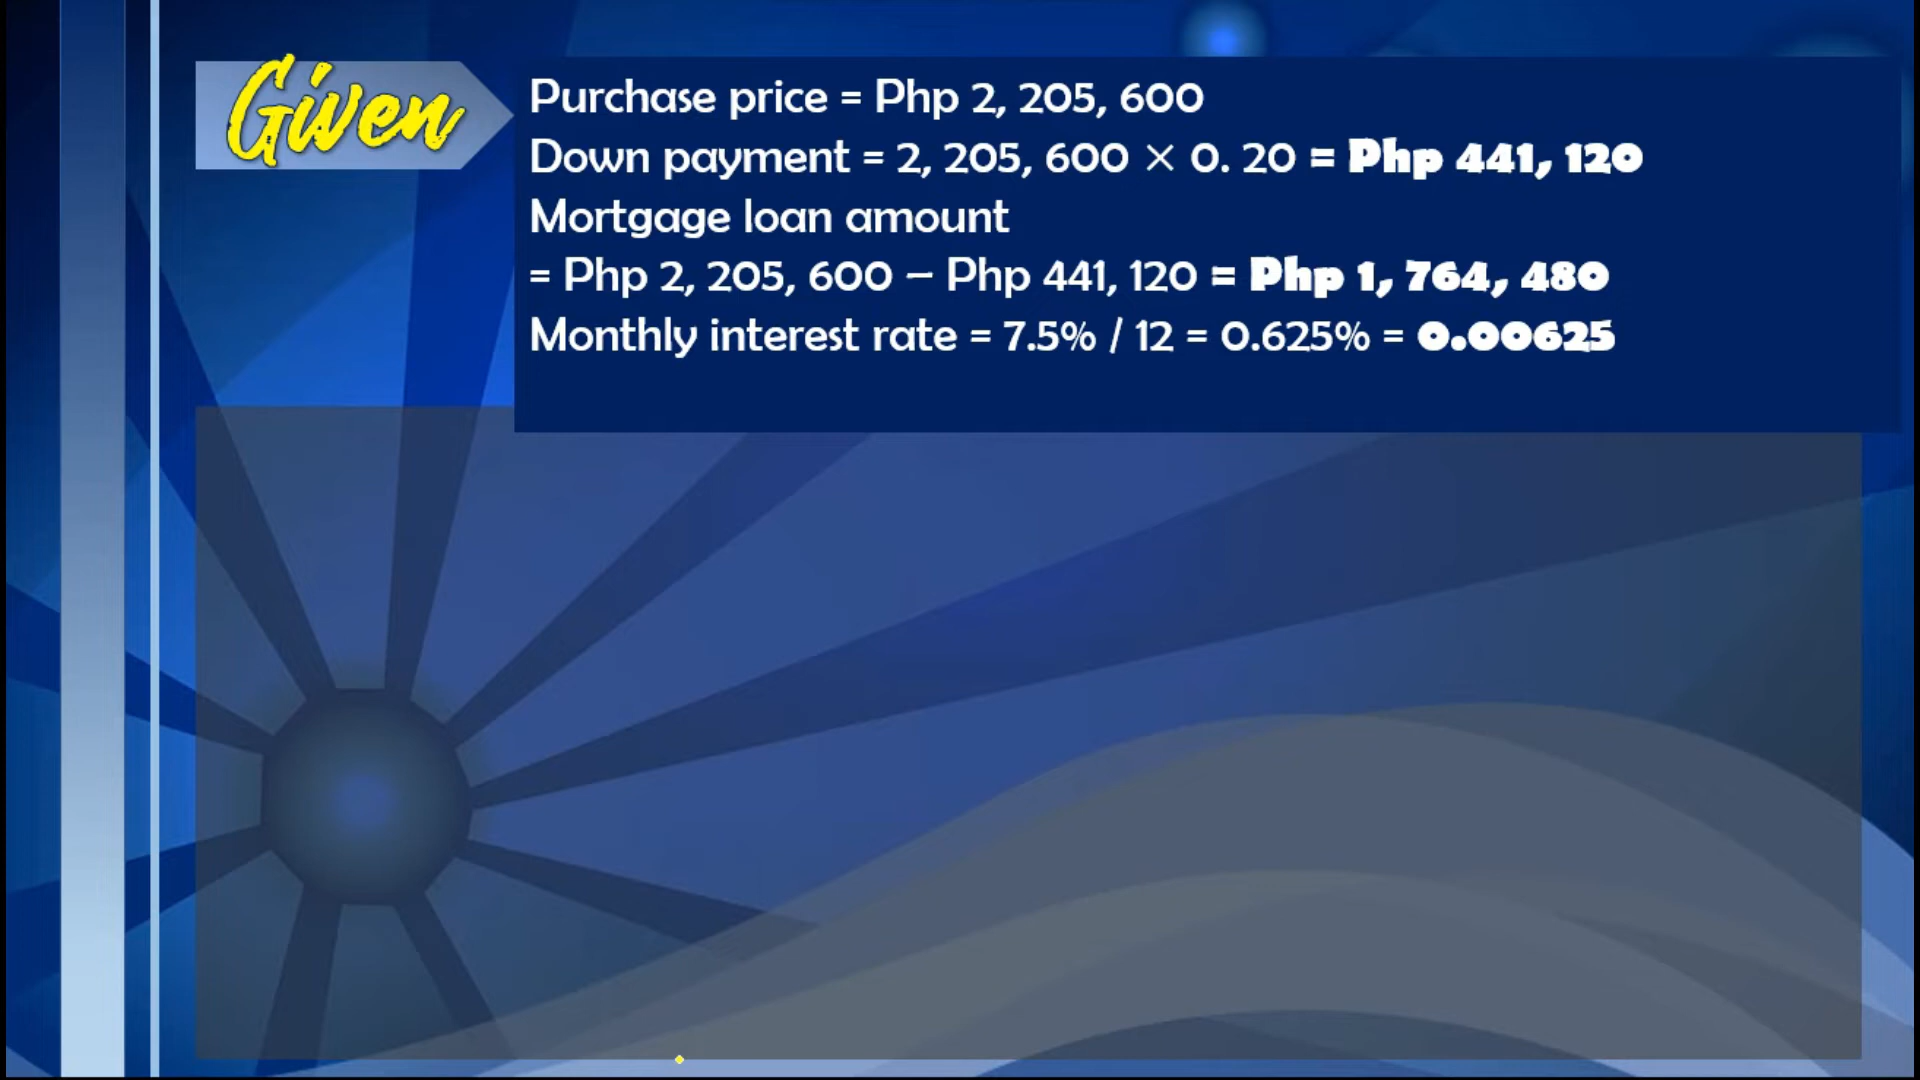 Given
Purchase price = Php 2, 205, 600
Down payment = 2, 205, 600 × 0. 20 = Php 441, 120
Mortgage loan amount
= Php 2, 205, 600 – Php 441, 120 = Php 1, 764, 480
Monthly interest rate = 7.5% / 12 = 0.625% = 0.00625